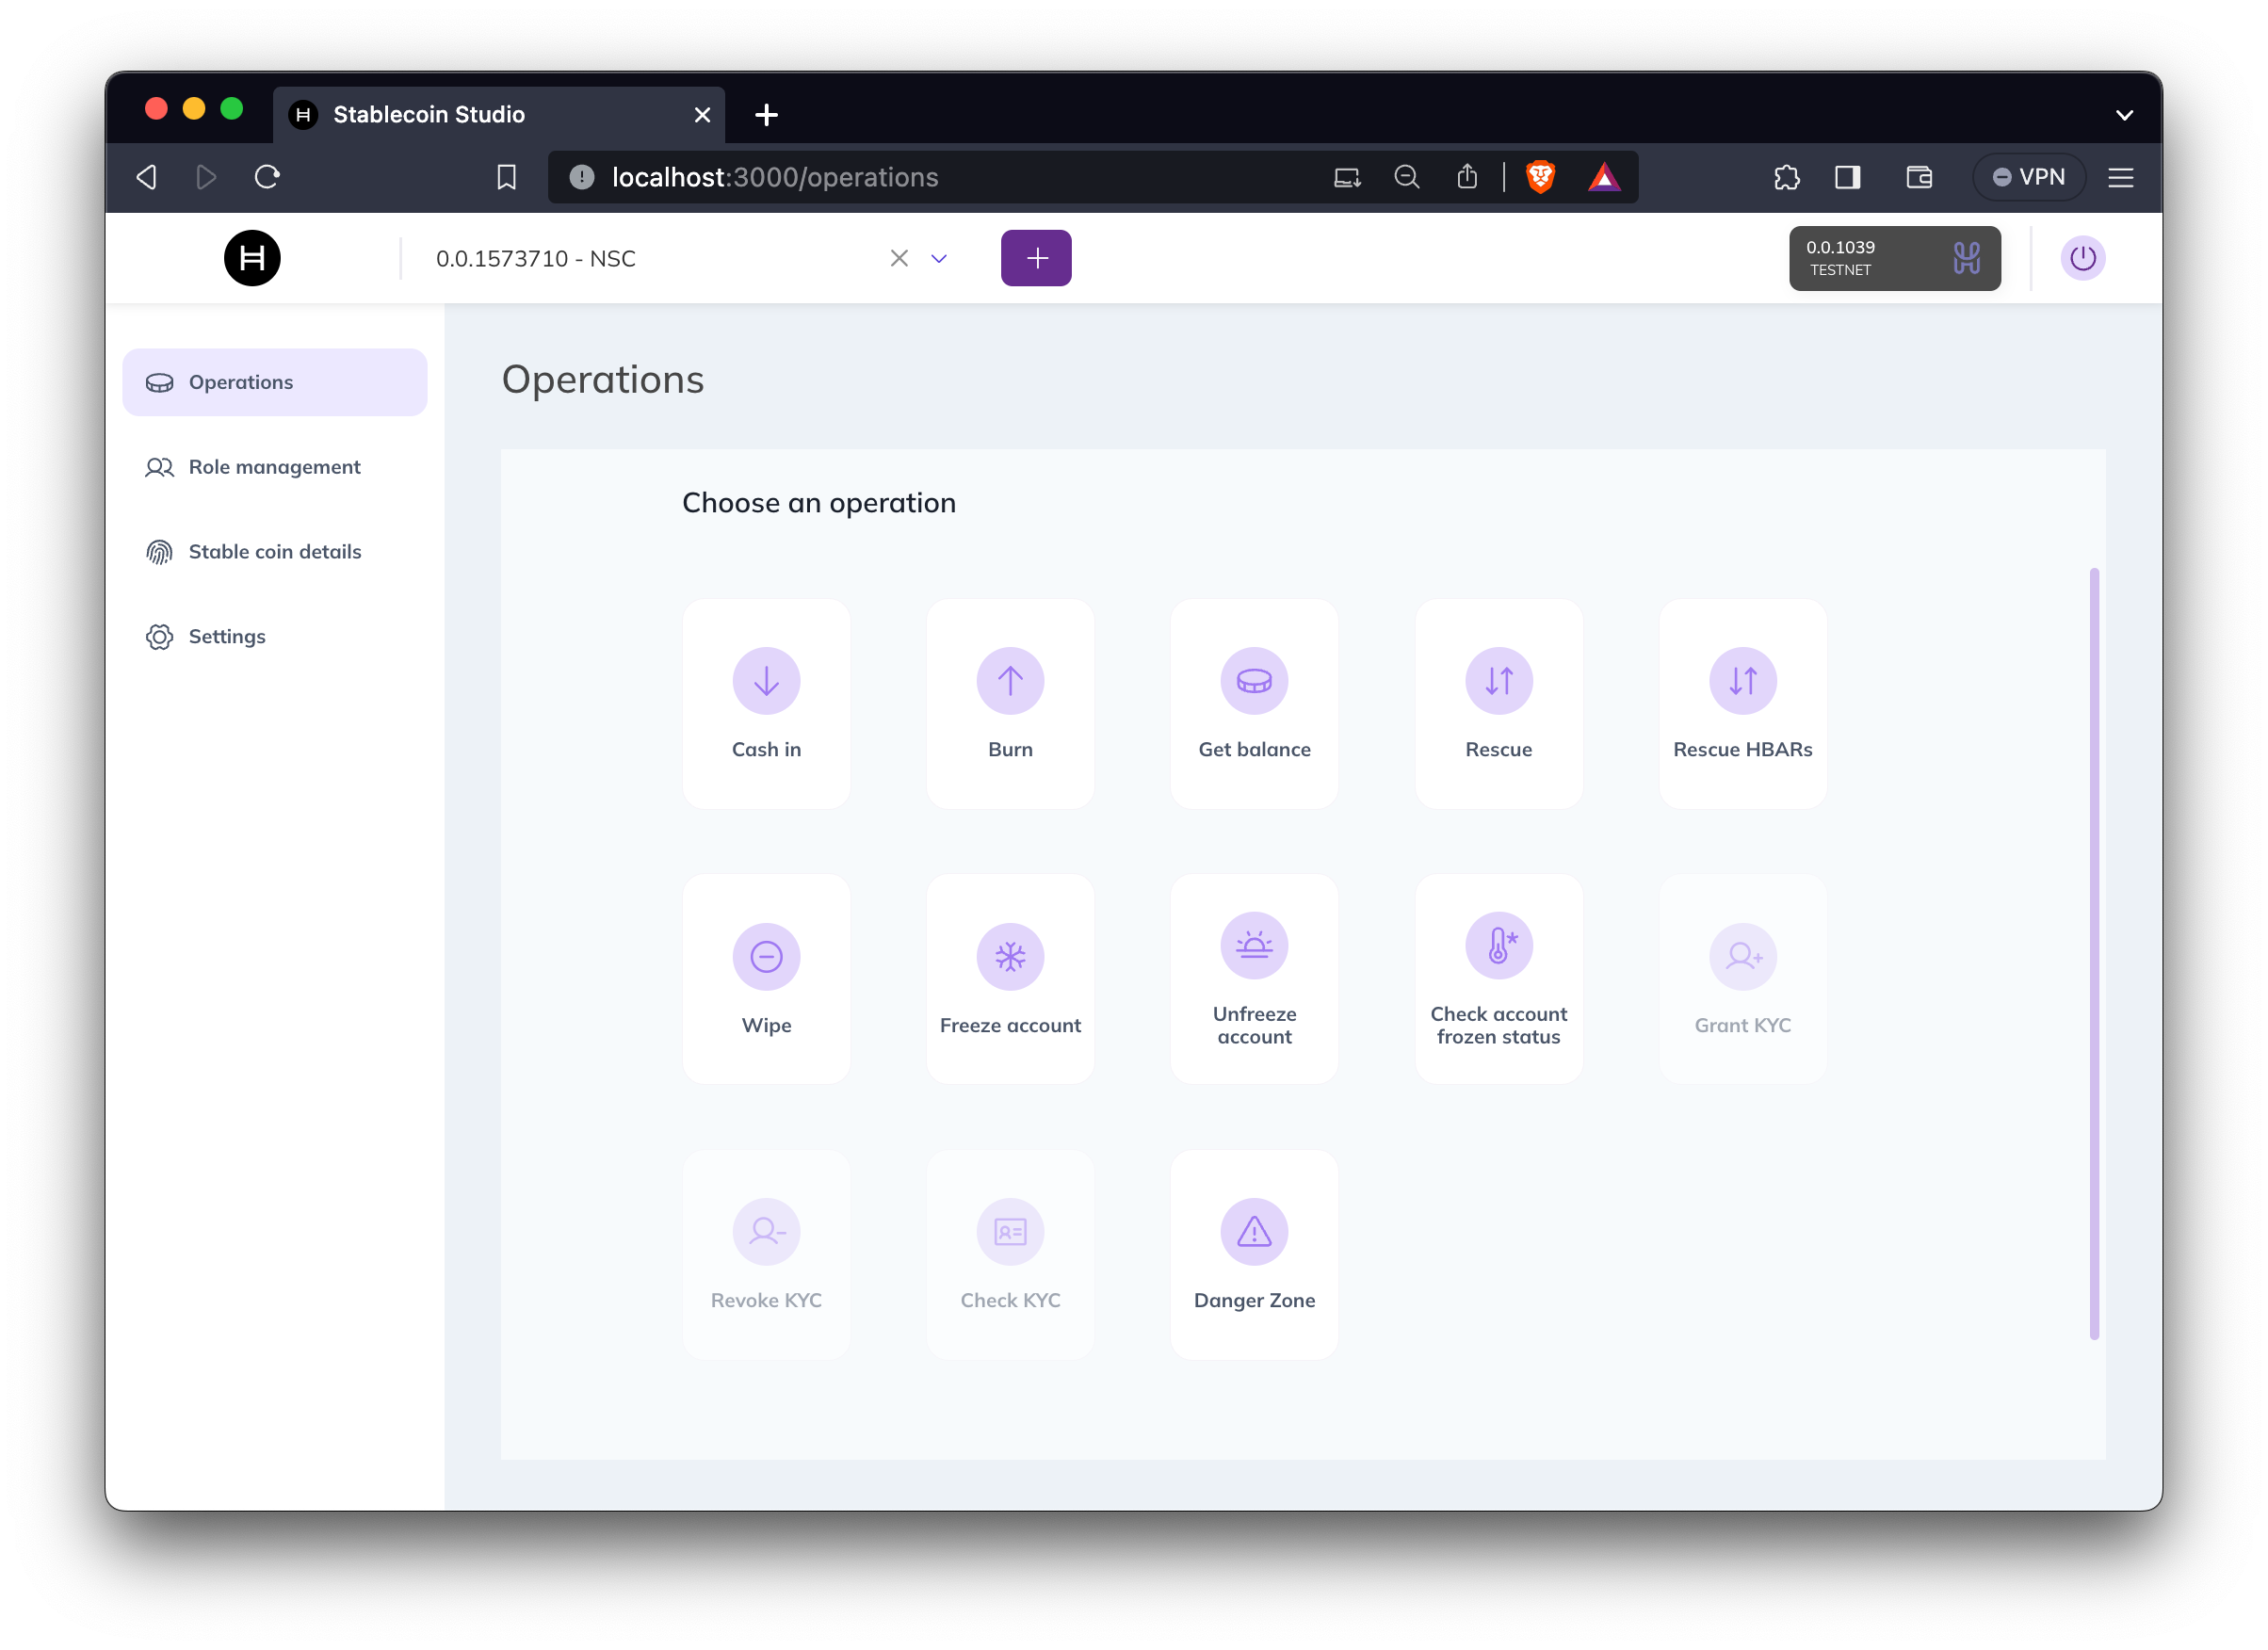 Stablecoin Studio
localhost:3000/operations
VPN
0.0.1573710 - NSC
0.0.1039
TESTNET
Operations
Role management
Stable coin details
Settings
Operations
Choose an operation
Cash in
Burn
Get balance
Rescue
Rescue HBARs
Wipe
Freeze account
Unfreeze
account
Check account
frozen status
Grant KYC
Revoke KYC
Check KYC
Danger Zone